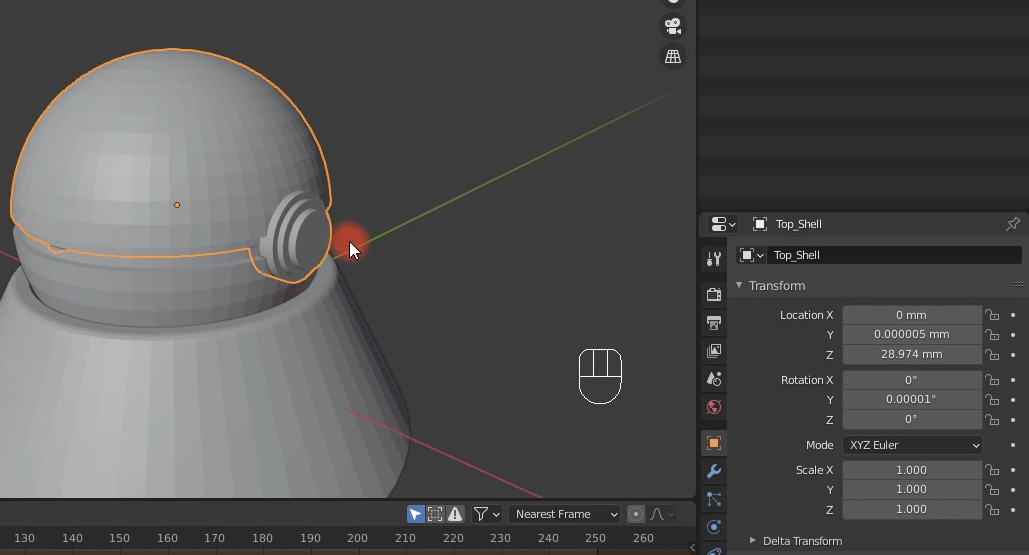 Top_Shell
Top_Shell
Transform
Location X 0 mm
Y 0.000005 mm
Z 28.974 mm
Rotation X 0°
Y 0.00001°
Z 0°
Mode XYZ Euler
Scale X 1.000
Y 1.000
Z 1.000
Delta Transform
Nearest Frame
130 140 150 160 170 180 190 200 210 220 230 240 250 260